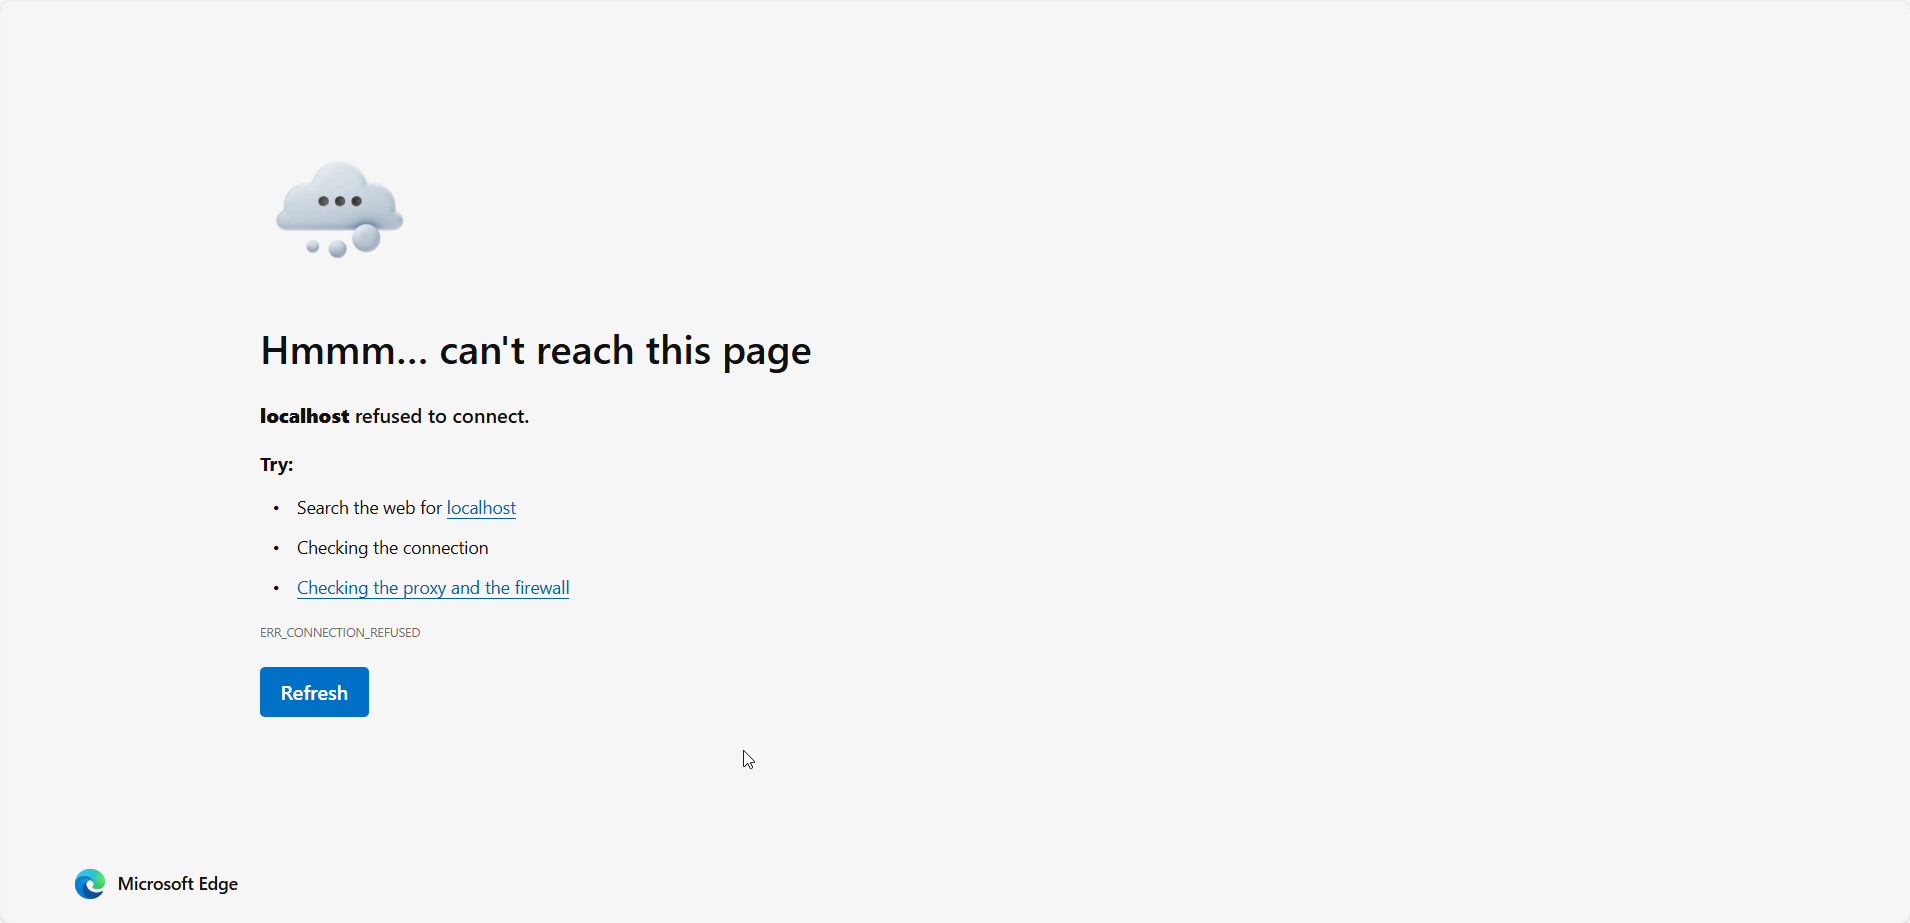 Hmmm... can't reach this page
localhost refused to connect.
Try:
• Search the web for localhost
• Checking the connection
• Checking the proxy and the firewall
ERR_CONNECTION_REFUSED
Refresh
Microsoft Edge